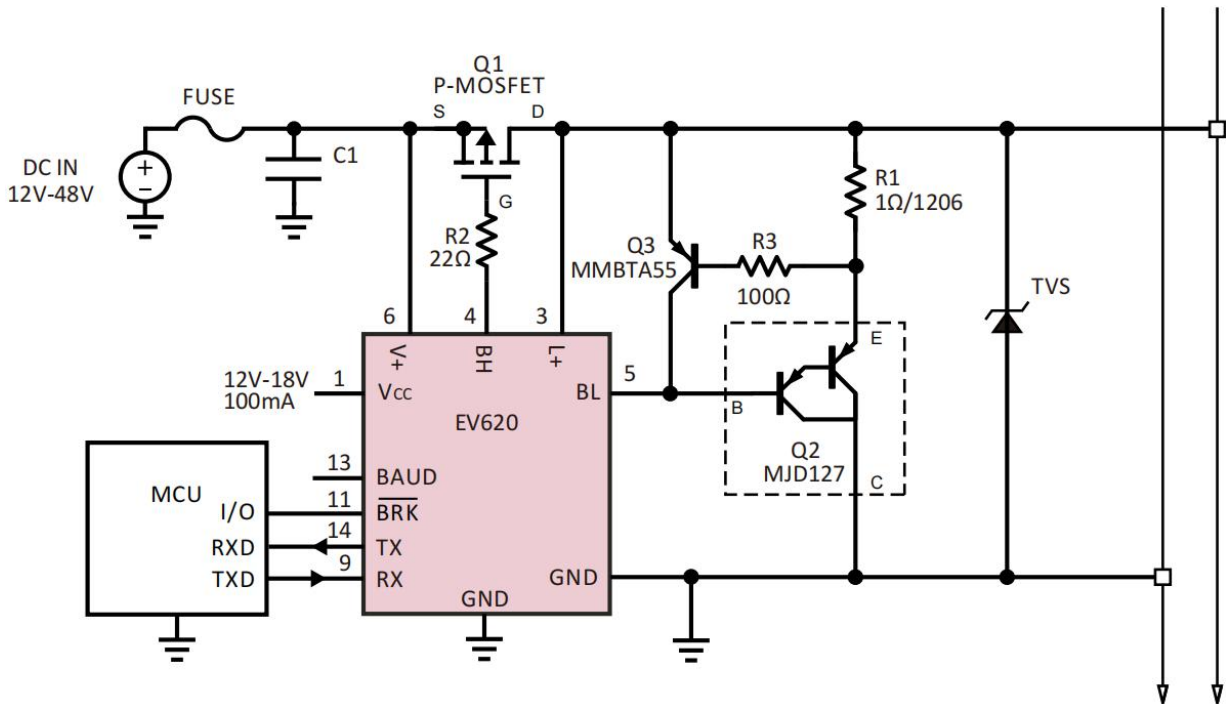 Q1
P-MOSFET
FUSE
S
D
C1
DC IN
12V-48V
+
−
G
R2
22Ω
R1
1Ω/1206
Q3
MMBTA55
R3
100Ω
TVS
6
4
3
V+
BH
L+
E
12V-18V
100mA
1
VCC
BL
5
B
EV620
Q2
MJD127
C
13
BAUD
MCU
I/O
11
BRK
RXD
14
TX
TXD
9
RX
GND
GND